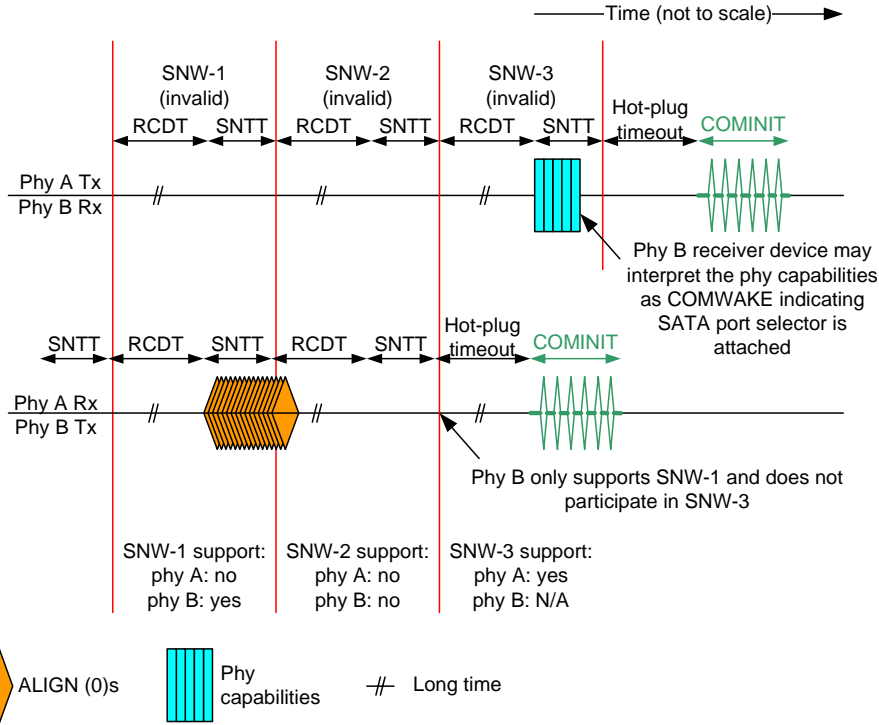 Time (not to scale)
SNW-1
(invalid)
SNW-2
(invalid)
SNW-3
(invalid)
Hot-plug
timeout
RCDT
SNTT
RCDT
SNTT
RCDT
SNTT
COMINIT
Phy A Tx
Phy B Rx
Phy B receiver device may
interpret the phy capabilities
as COMWAKE indicating
SATA port selector is
attached
SNTT
RCDT
SNTT
RCDT
SNTT
Hot-plug
timeout
COMINIT
Phy A Rx
Phy B Tx
Phy B only supports SNW-1 and does not
participate in SNW-3
SNW-1 support:
phy A: no
phy B: yes
SNW-2 support:
phy A: no
phy B: no
SNW-3 support:
phy A: yes
phy B: N/A
ALIGN (0)s
Phy
capabilities
Long time